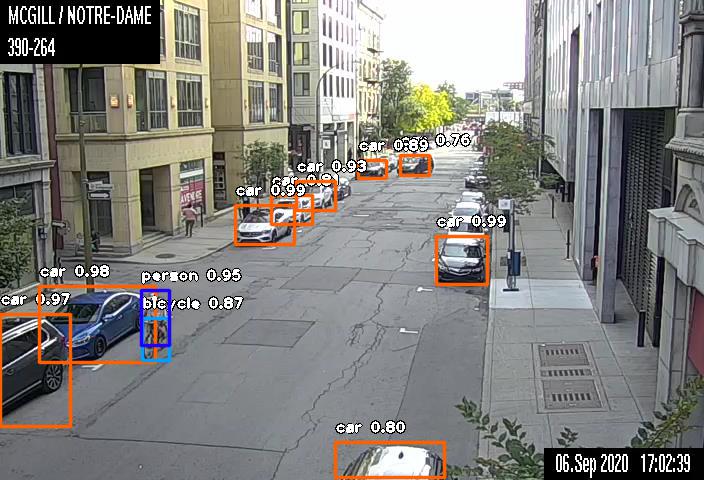 MCGILL / NOTRE-DAME
390-264
car 0.76
car 0.89
car 0.93
car 0.99
car 0.99
person 0.95
car 0.98
car 0.97
bicycle 0.87
car 0.80
06.Sep 2020 17:02:39